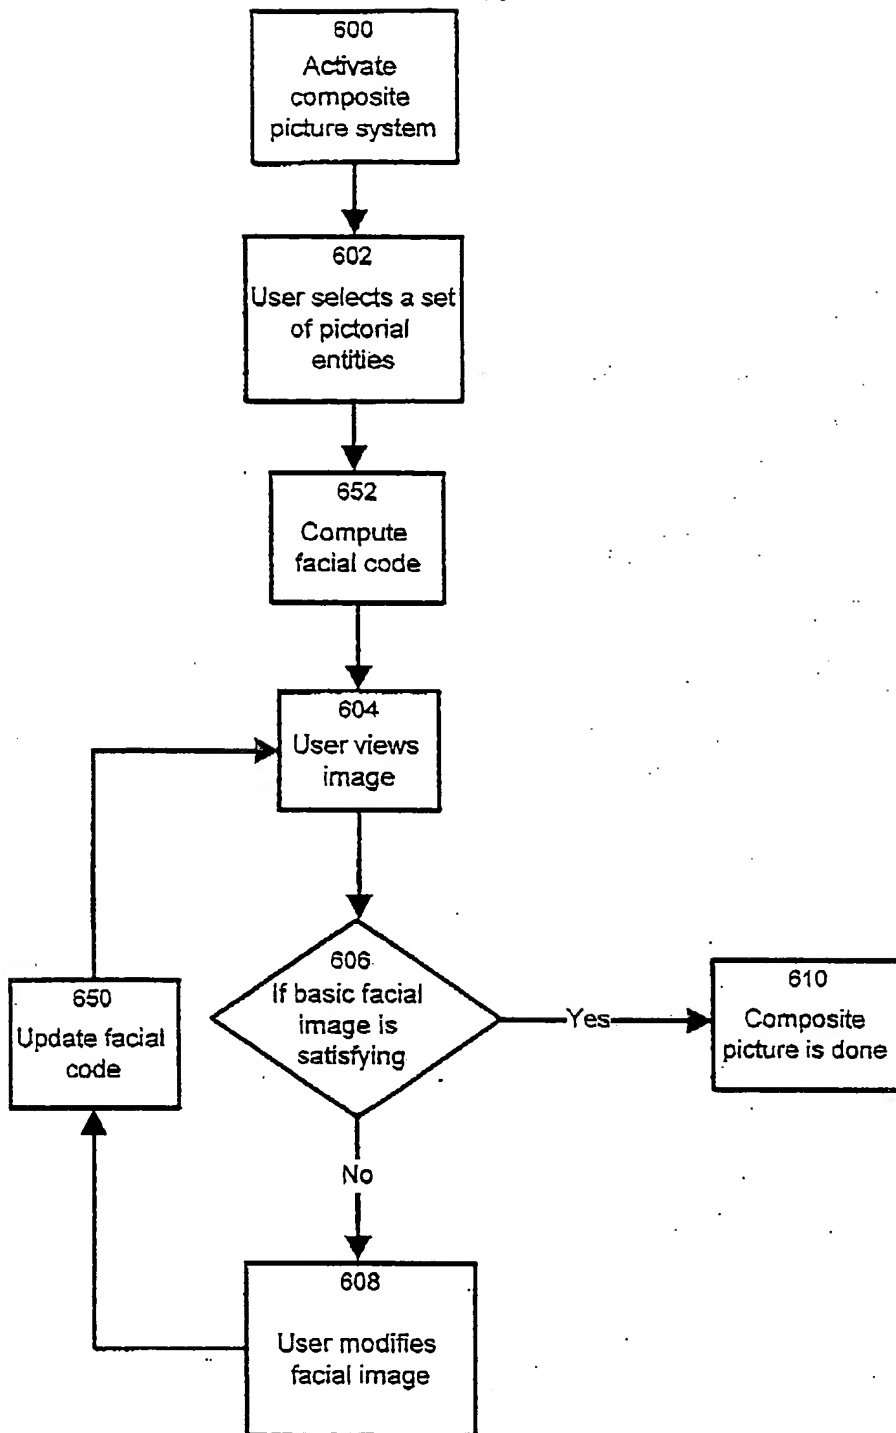 600
Activate
composite
picture system
602
User selects a set
of pictorial
entities
652
Compute
facial code
604
User views
image
606
If basic facial
image is
satisfying
Yes
610
Composite
picture is done
No
608
User modifies
facial image
650
Update facial
code